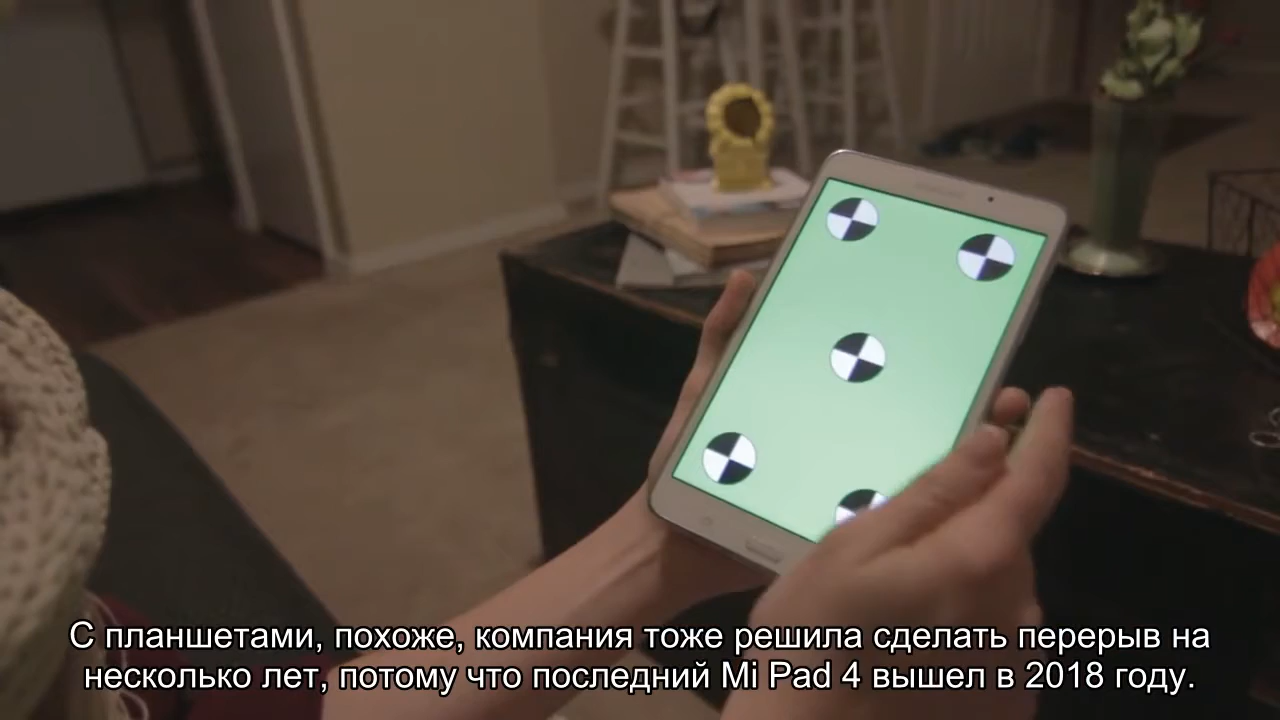 С планшетами, похоже, компания тоже решила сделать перерыв на
несколько лет, потому что последний Mi Pad 4 вышел в 2018 году.